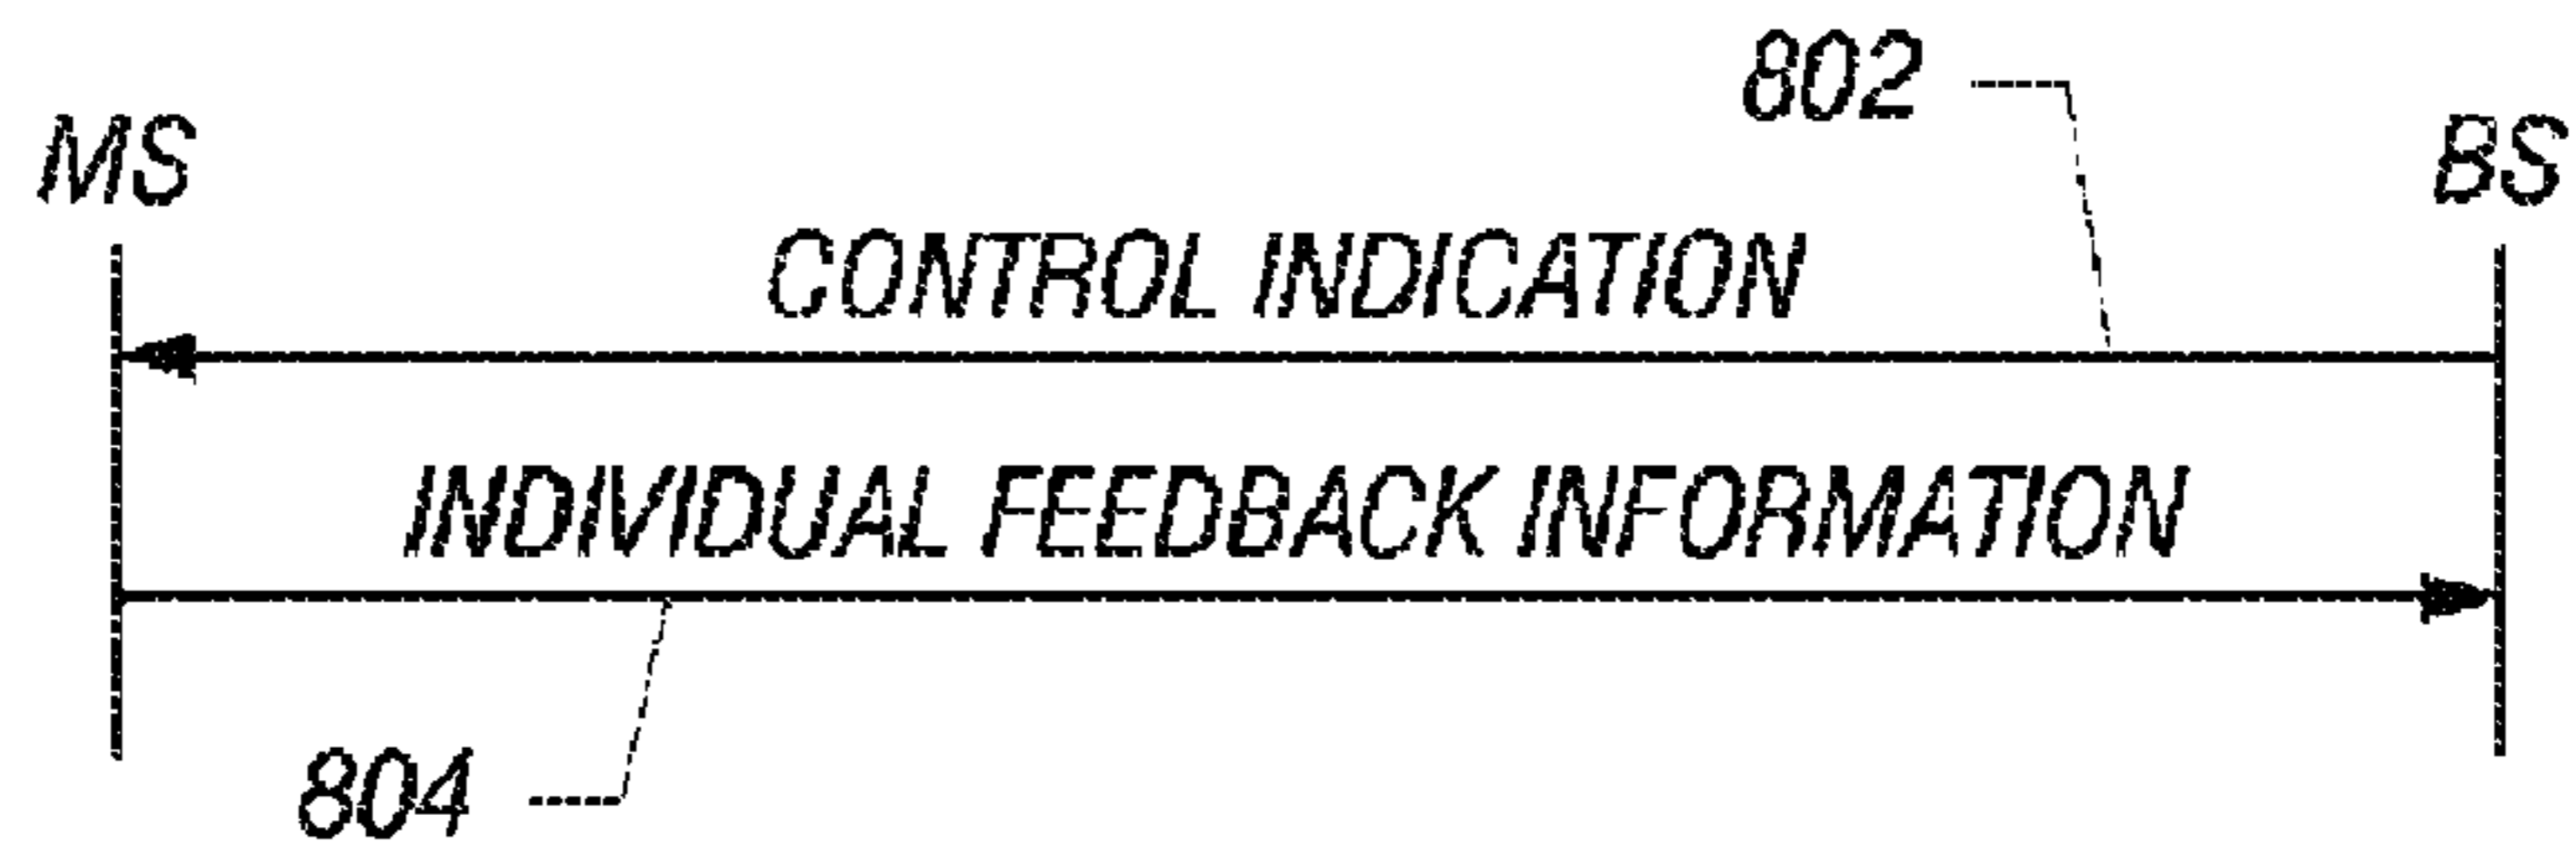 802
MS
BS
CONTROL INDICATION
INDIVIDUAL FEEDBACK INFORMATION
804